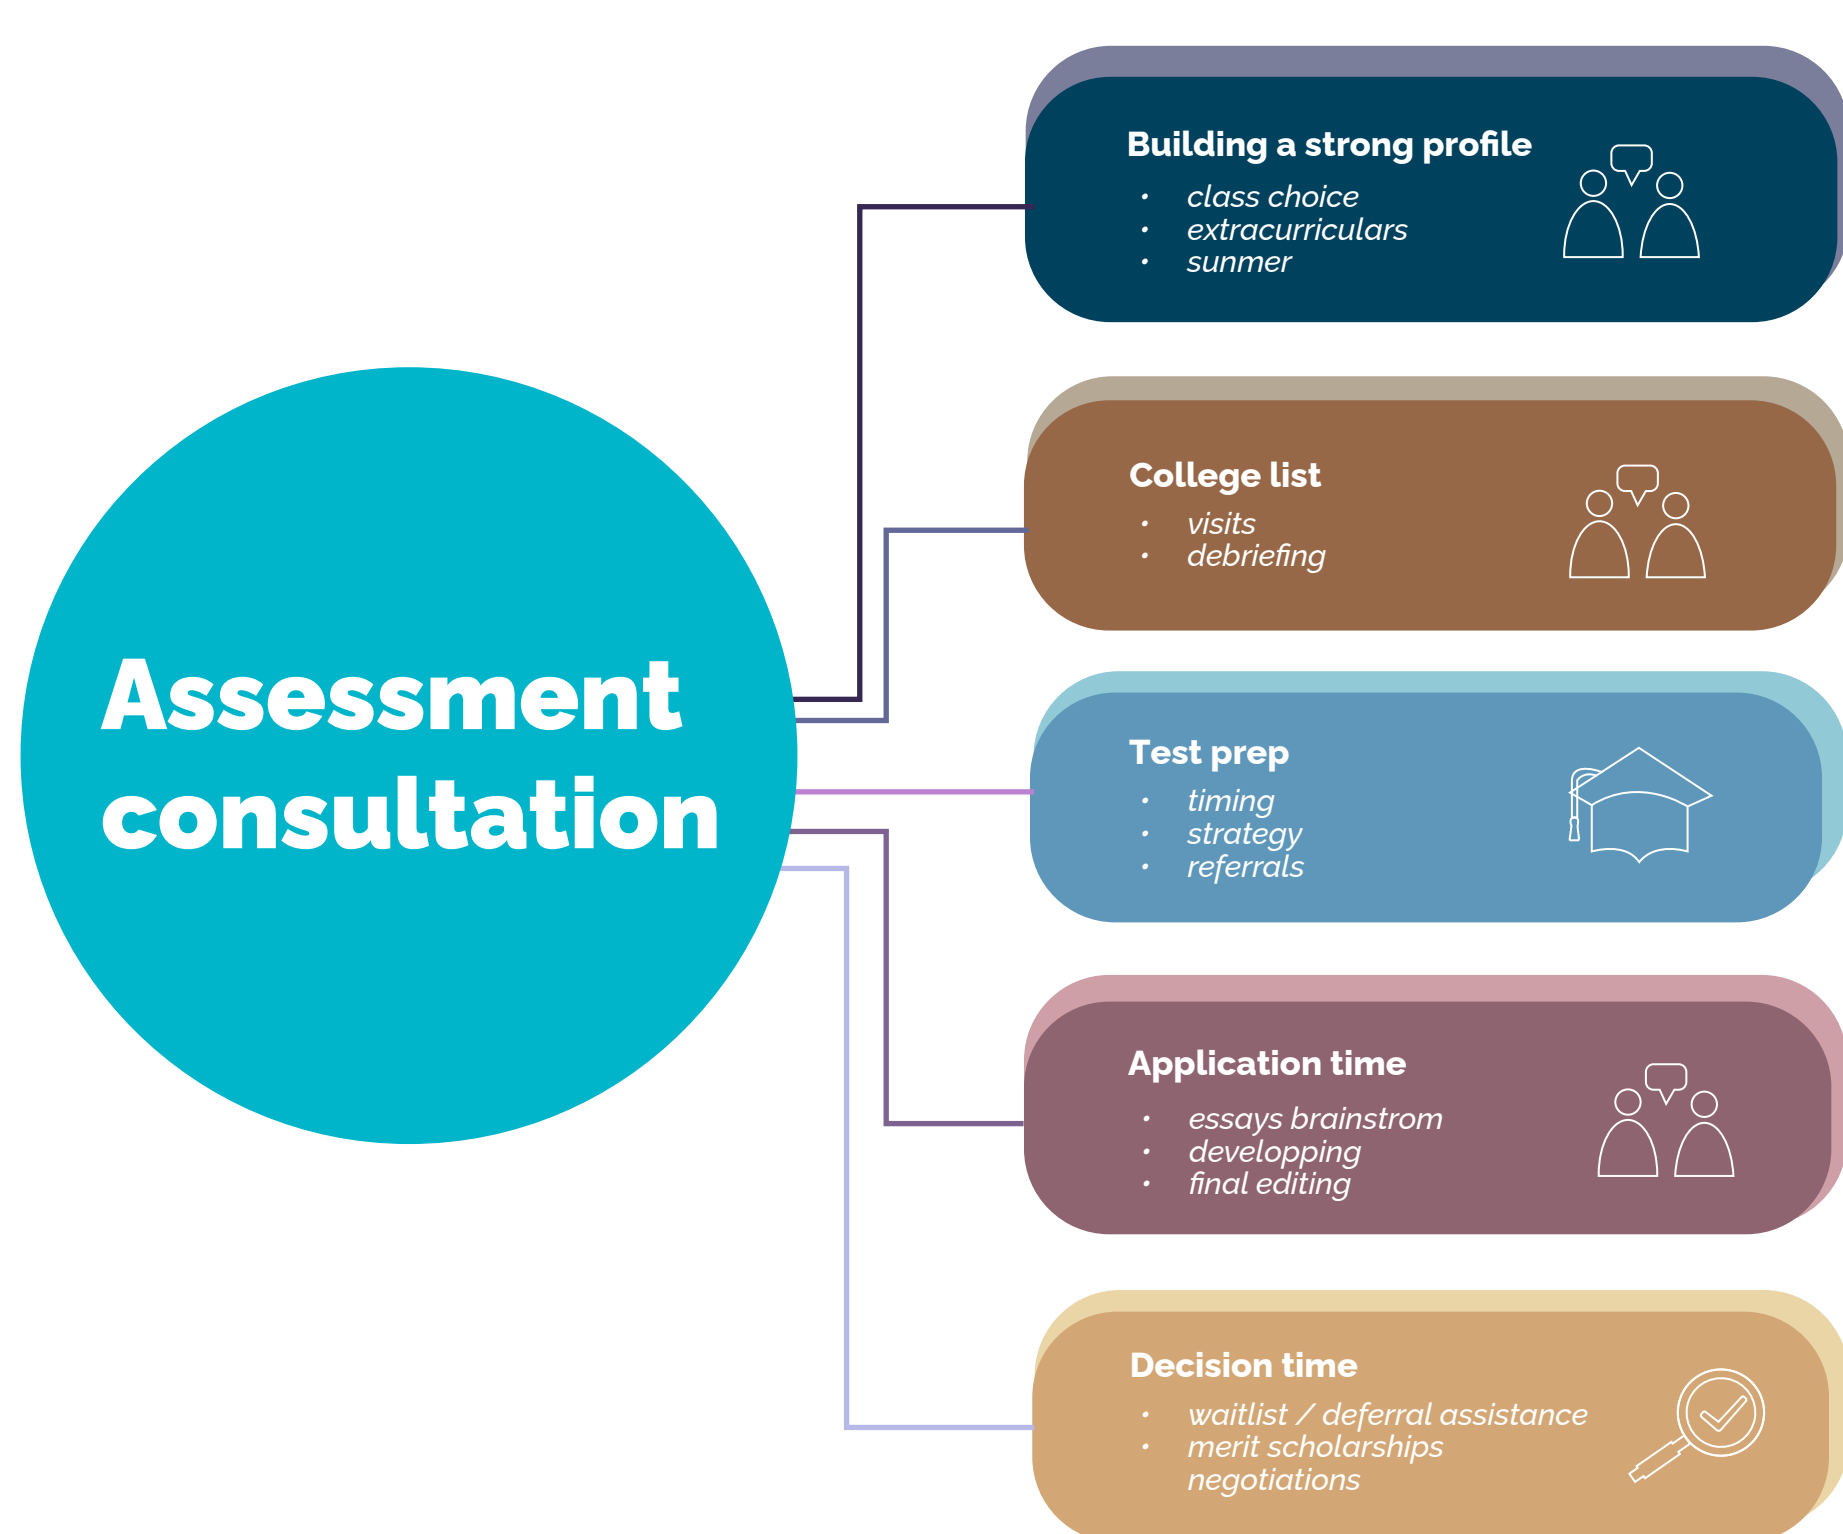 Assessment
consultation
Building a strong profile
• class choice
• extracurriculars
• sunmer
College list
• visits
• debriefing
Test prep
• timing
• strategy
• referrals
Application time
• essays brainstrom
• developping
• final editing
Decision time
• waitlist / deferral assistance
• merit scholarships
negotiations